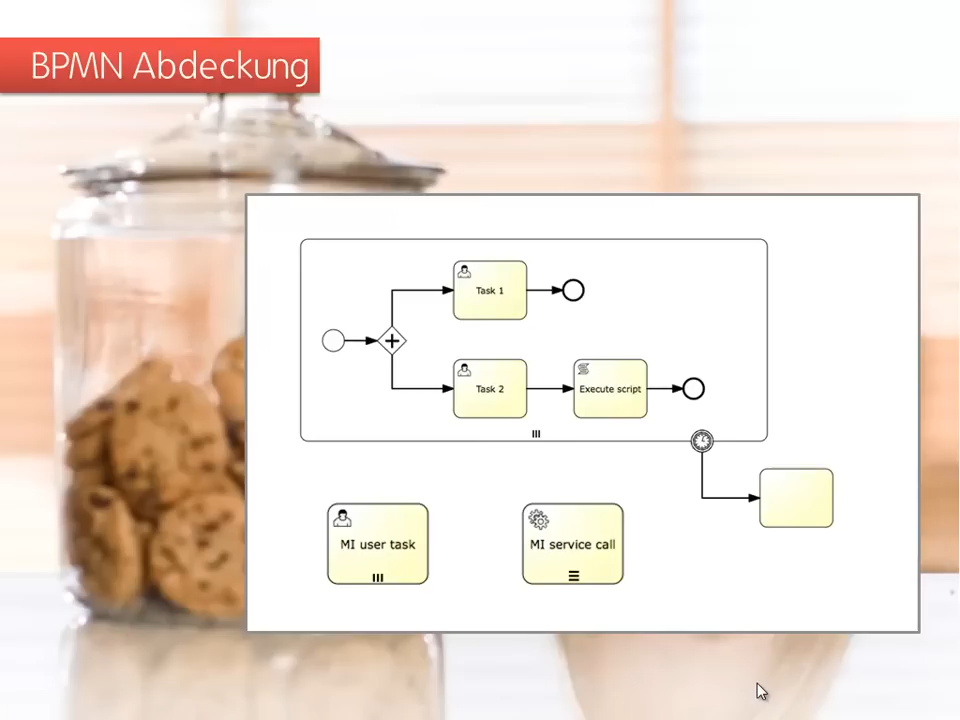 BPMN Abdeckung
Task 1
Task 2
Execute script
MI user task
MI service call